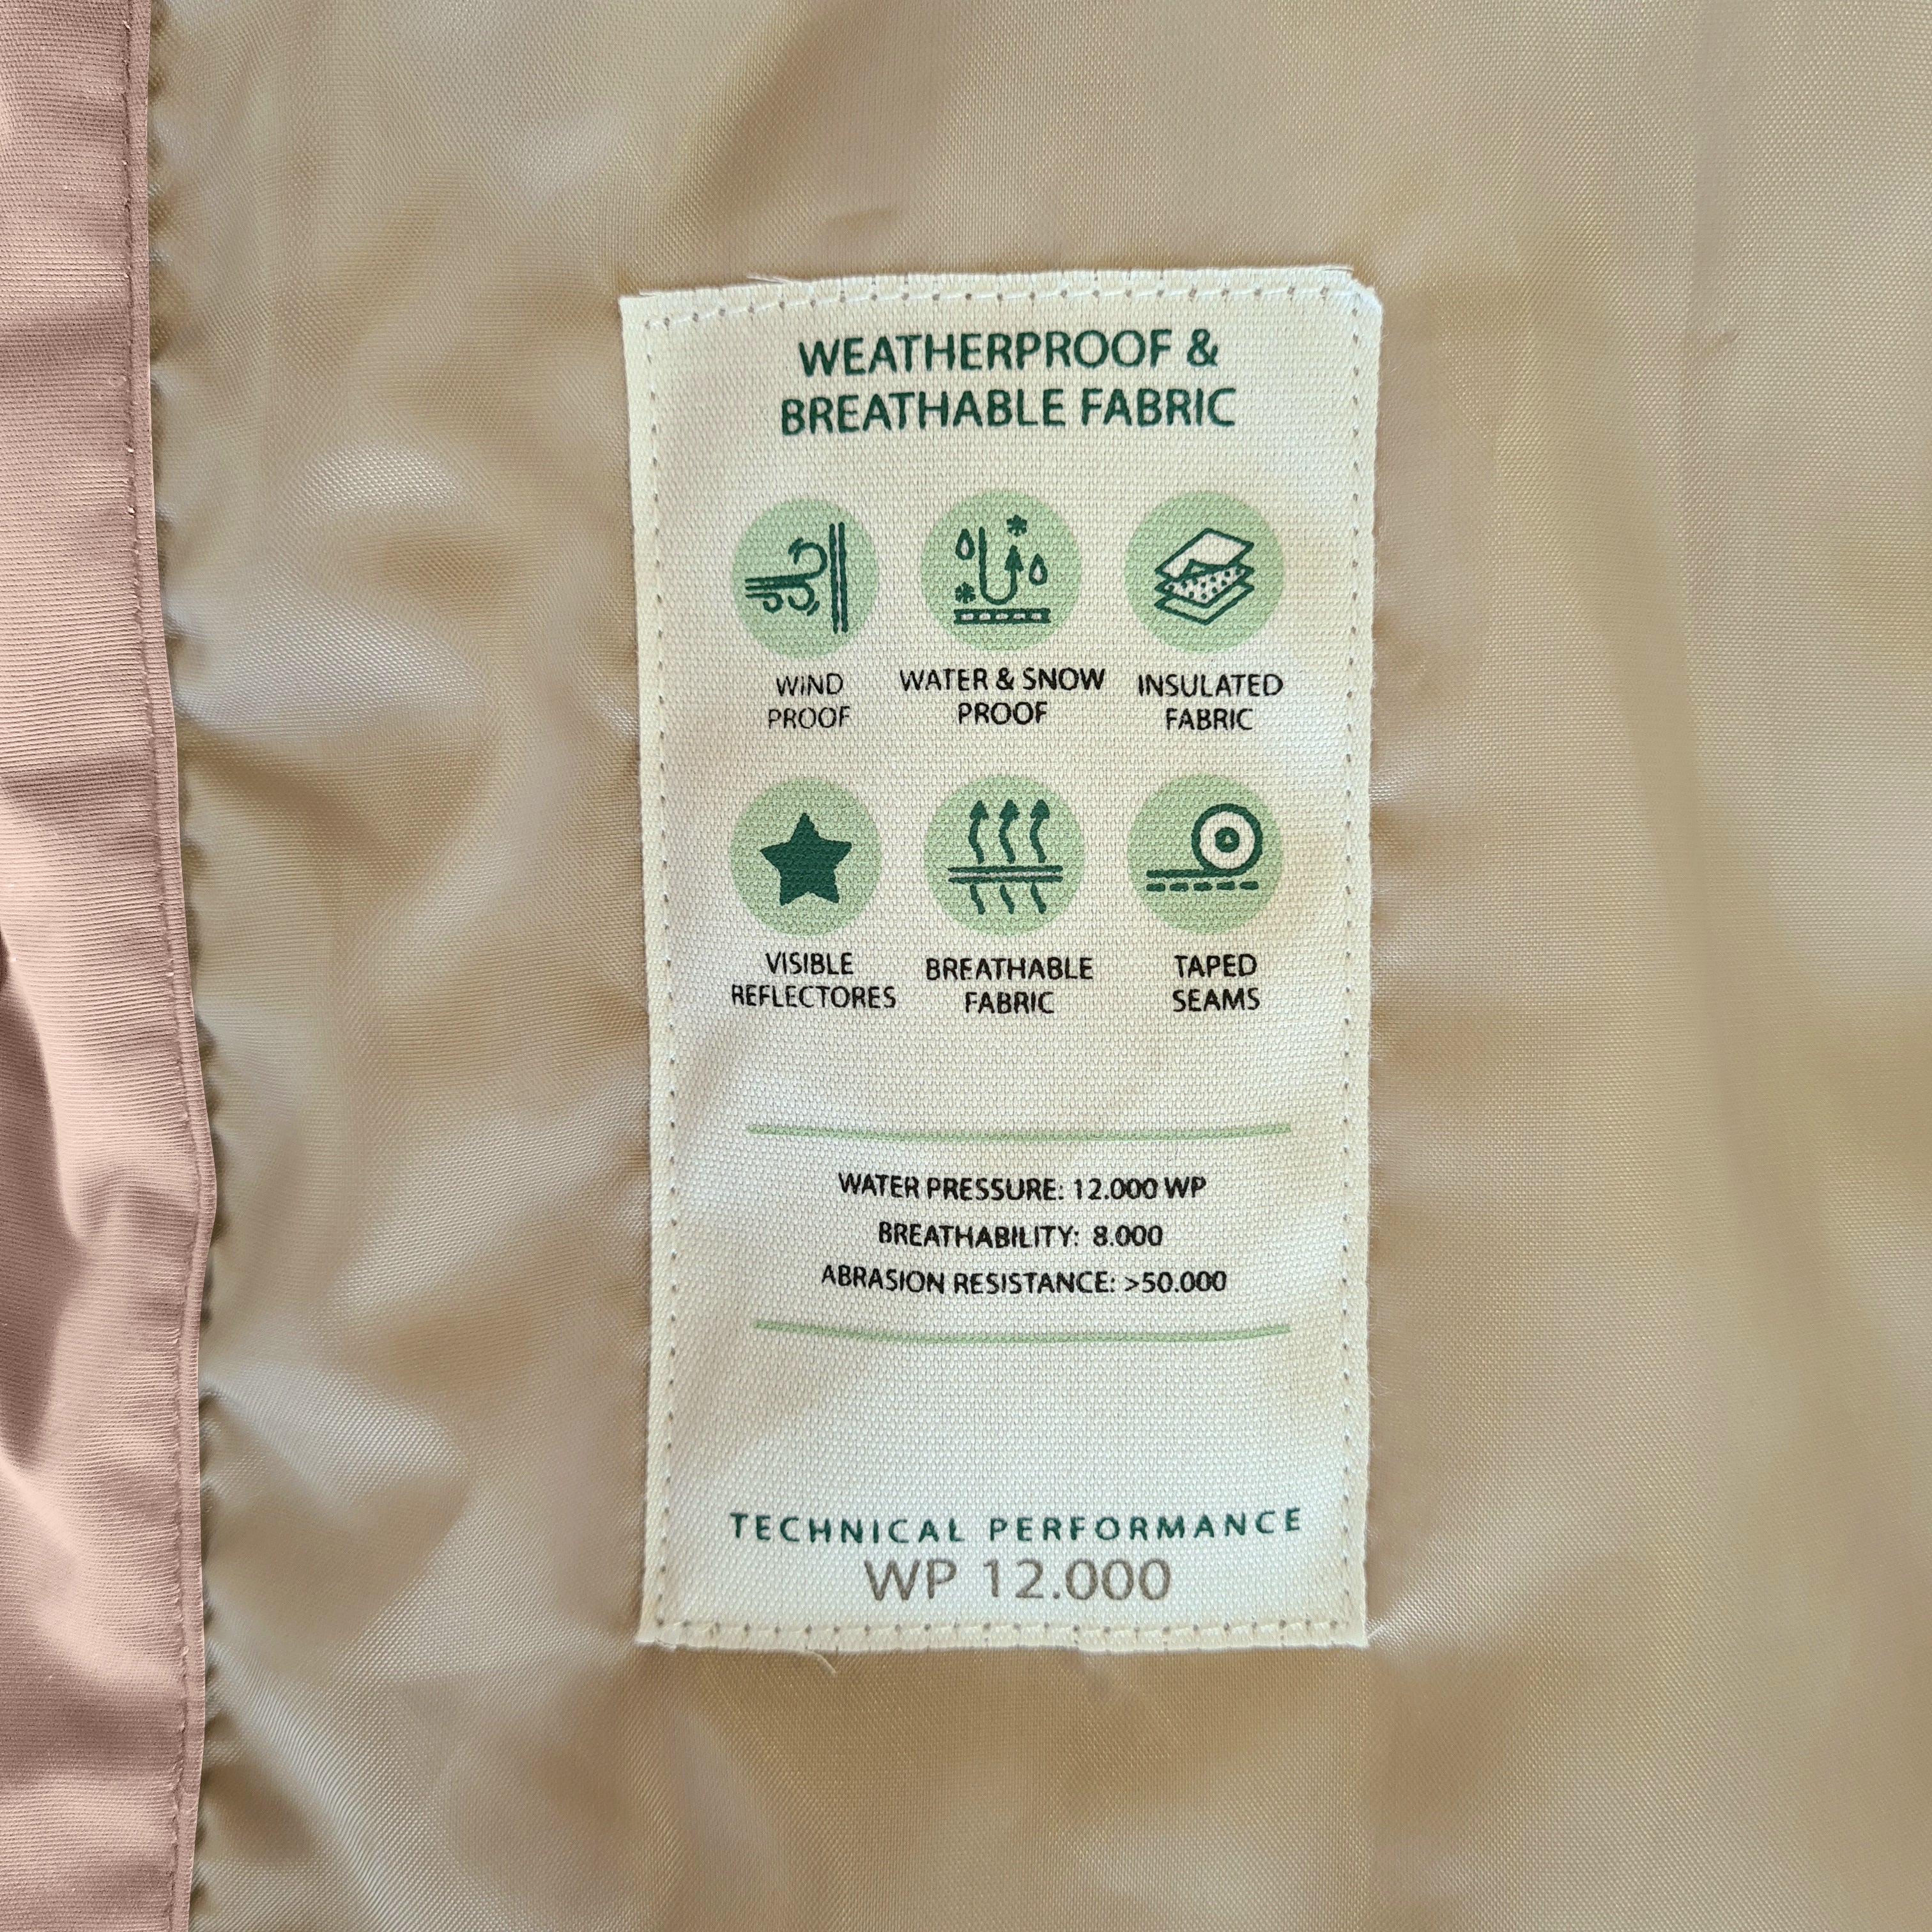 WEATHERPROOF &
BREATHABLE FABRIC
WIND
PROOF
WATER & SNOW
PROOF
INSULATED
FABRIC
VISIBLE
REFLECTORES
BREATHABLE
FABRIC
TAPED
SEAMS
WATER PRESSURE: 12.000 WP
BREATHABILITY: 8.000
ABRASION RESISTANCE: >50.000
TECHNICAL PERFORMANCE
WP 12.000